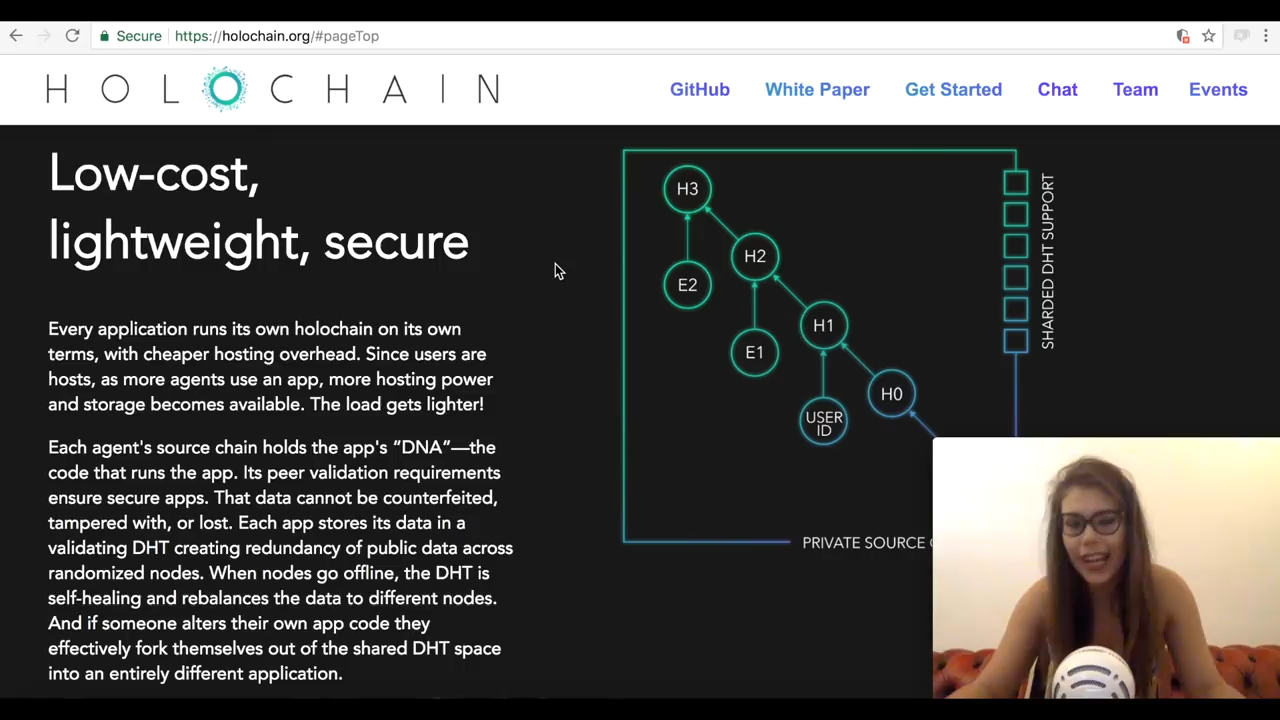 Secure https://holochain.org/#pageTop
HOLOCHAIN
GitHub White Paper Get Started Chat Team Events
Low-cost,
lightweight, secure
Every application runs its own holochain on its own
terms, with cheaper hosting overhead. Since users are
hosts, as more agents use an app, more hosting power
and storage becomes available. The load gets lighter!
Each agent's source chain holds the app's “DNA”—the
code that runs the app. Its peer validation requirements
ensure secure apps. That data cannot be counterfeited,
tampered with, or lost. Each app stores its data in a
validating DHT creating redundancy of public data across
randomized nodes. When nodes go offline, the DHT is
self-healing and rebalances the data to different nodes.
And if someone alters their own app code they
effectively fork themselves out of the shared DHT space
into an entirely different application.
H3
H2
E2
H1
E1
H0
USER
ID
SHARDED DHT SUPPORT
PRIVATE SOURCE